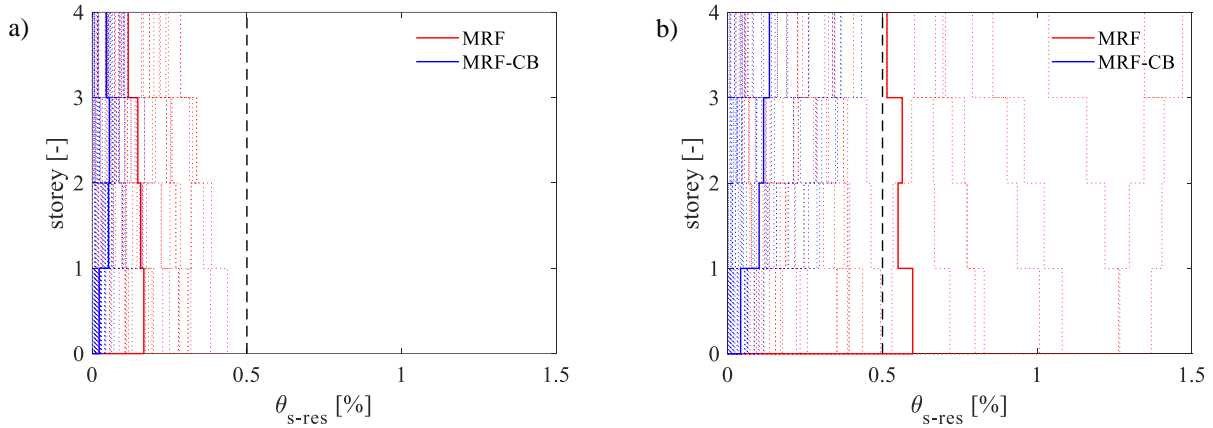 a)
4
3
2
1
0
storey [-]
MRF
MRF-CB
0 0.5 1 1.5
θs-res [%]
b)
4
3
2
1
0
storey [-]
MRF
MRF-CB
0 0.5 1 1.5
θs-res [%]